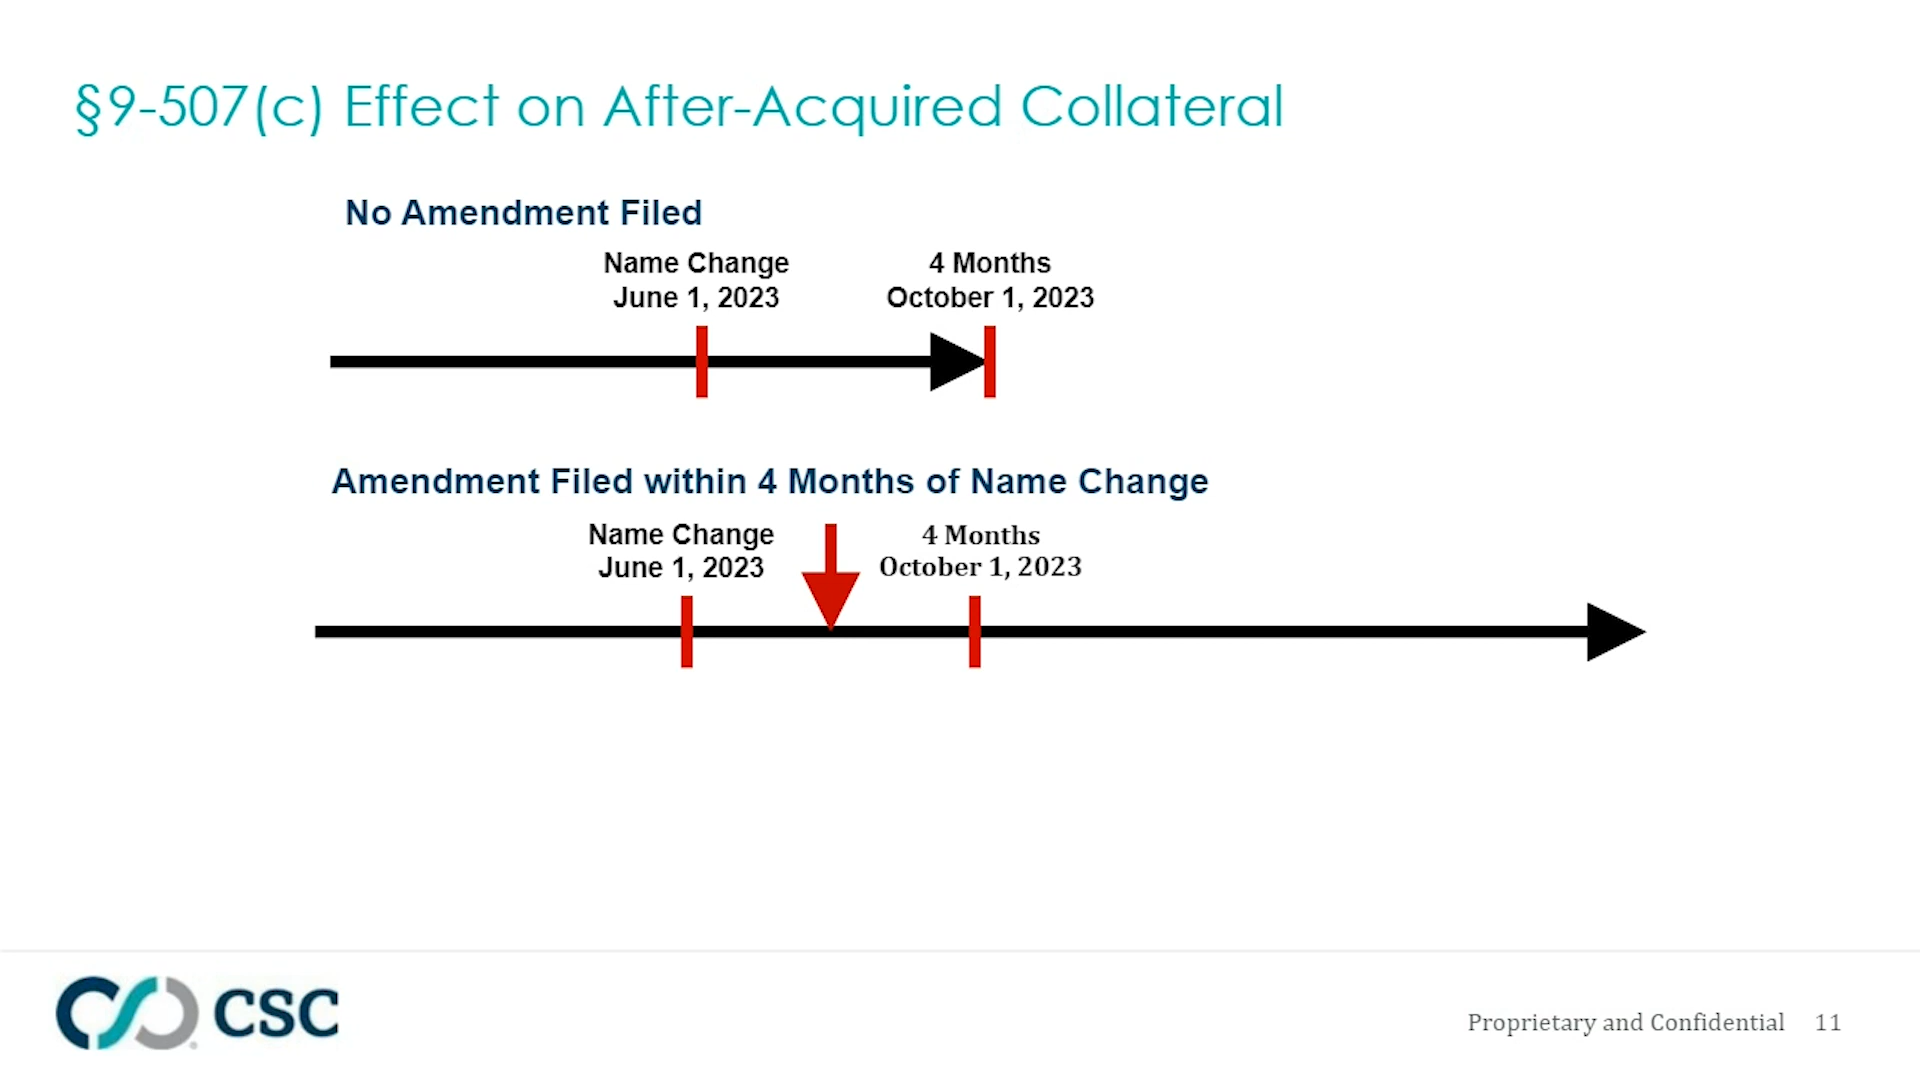 §9-507(c) Effect on After-Acquired Collateral
No Amendment Filed
Name Change
June 1, 2023
4 Months
October 1, 2023
Amendment Filed within 4 Months of Name Change
Name Change
June 1, 2023
4 Months
October 1, 2023
CSC
Proprietary and Confidential 11